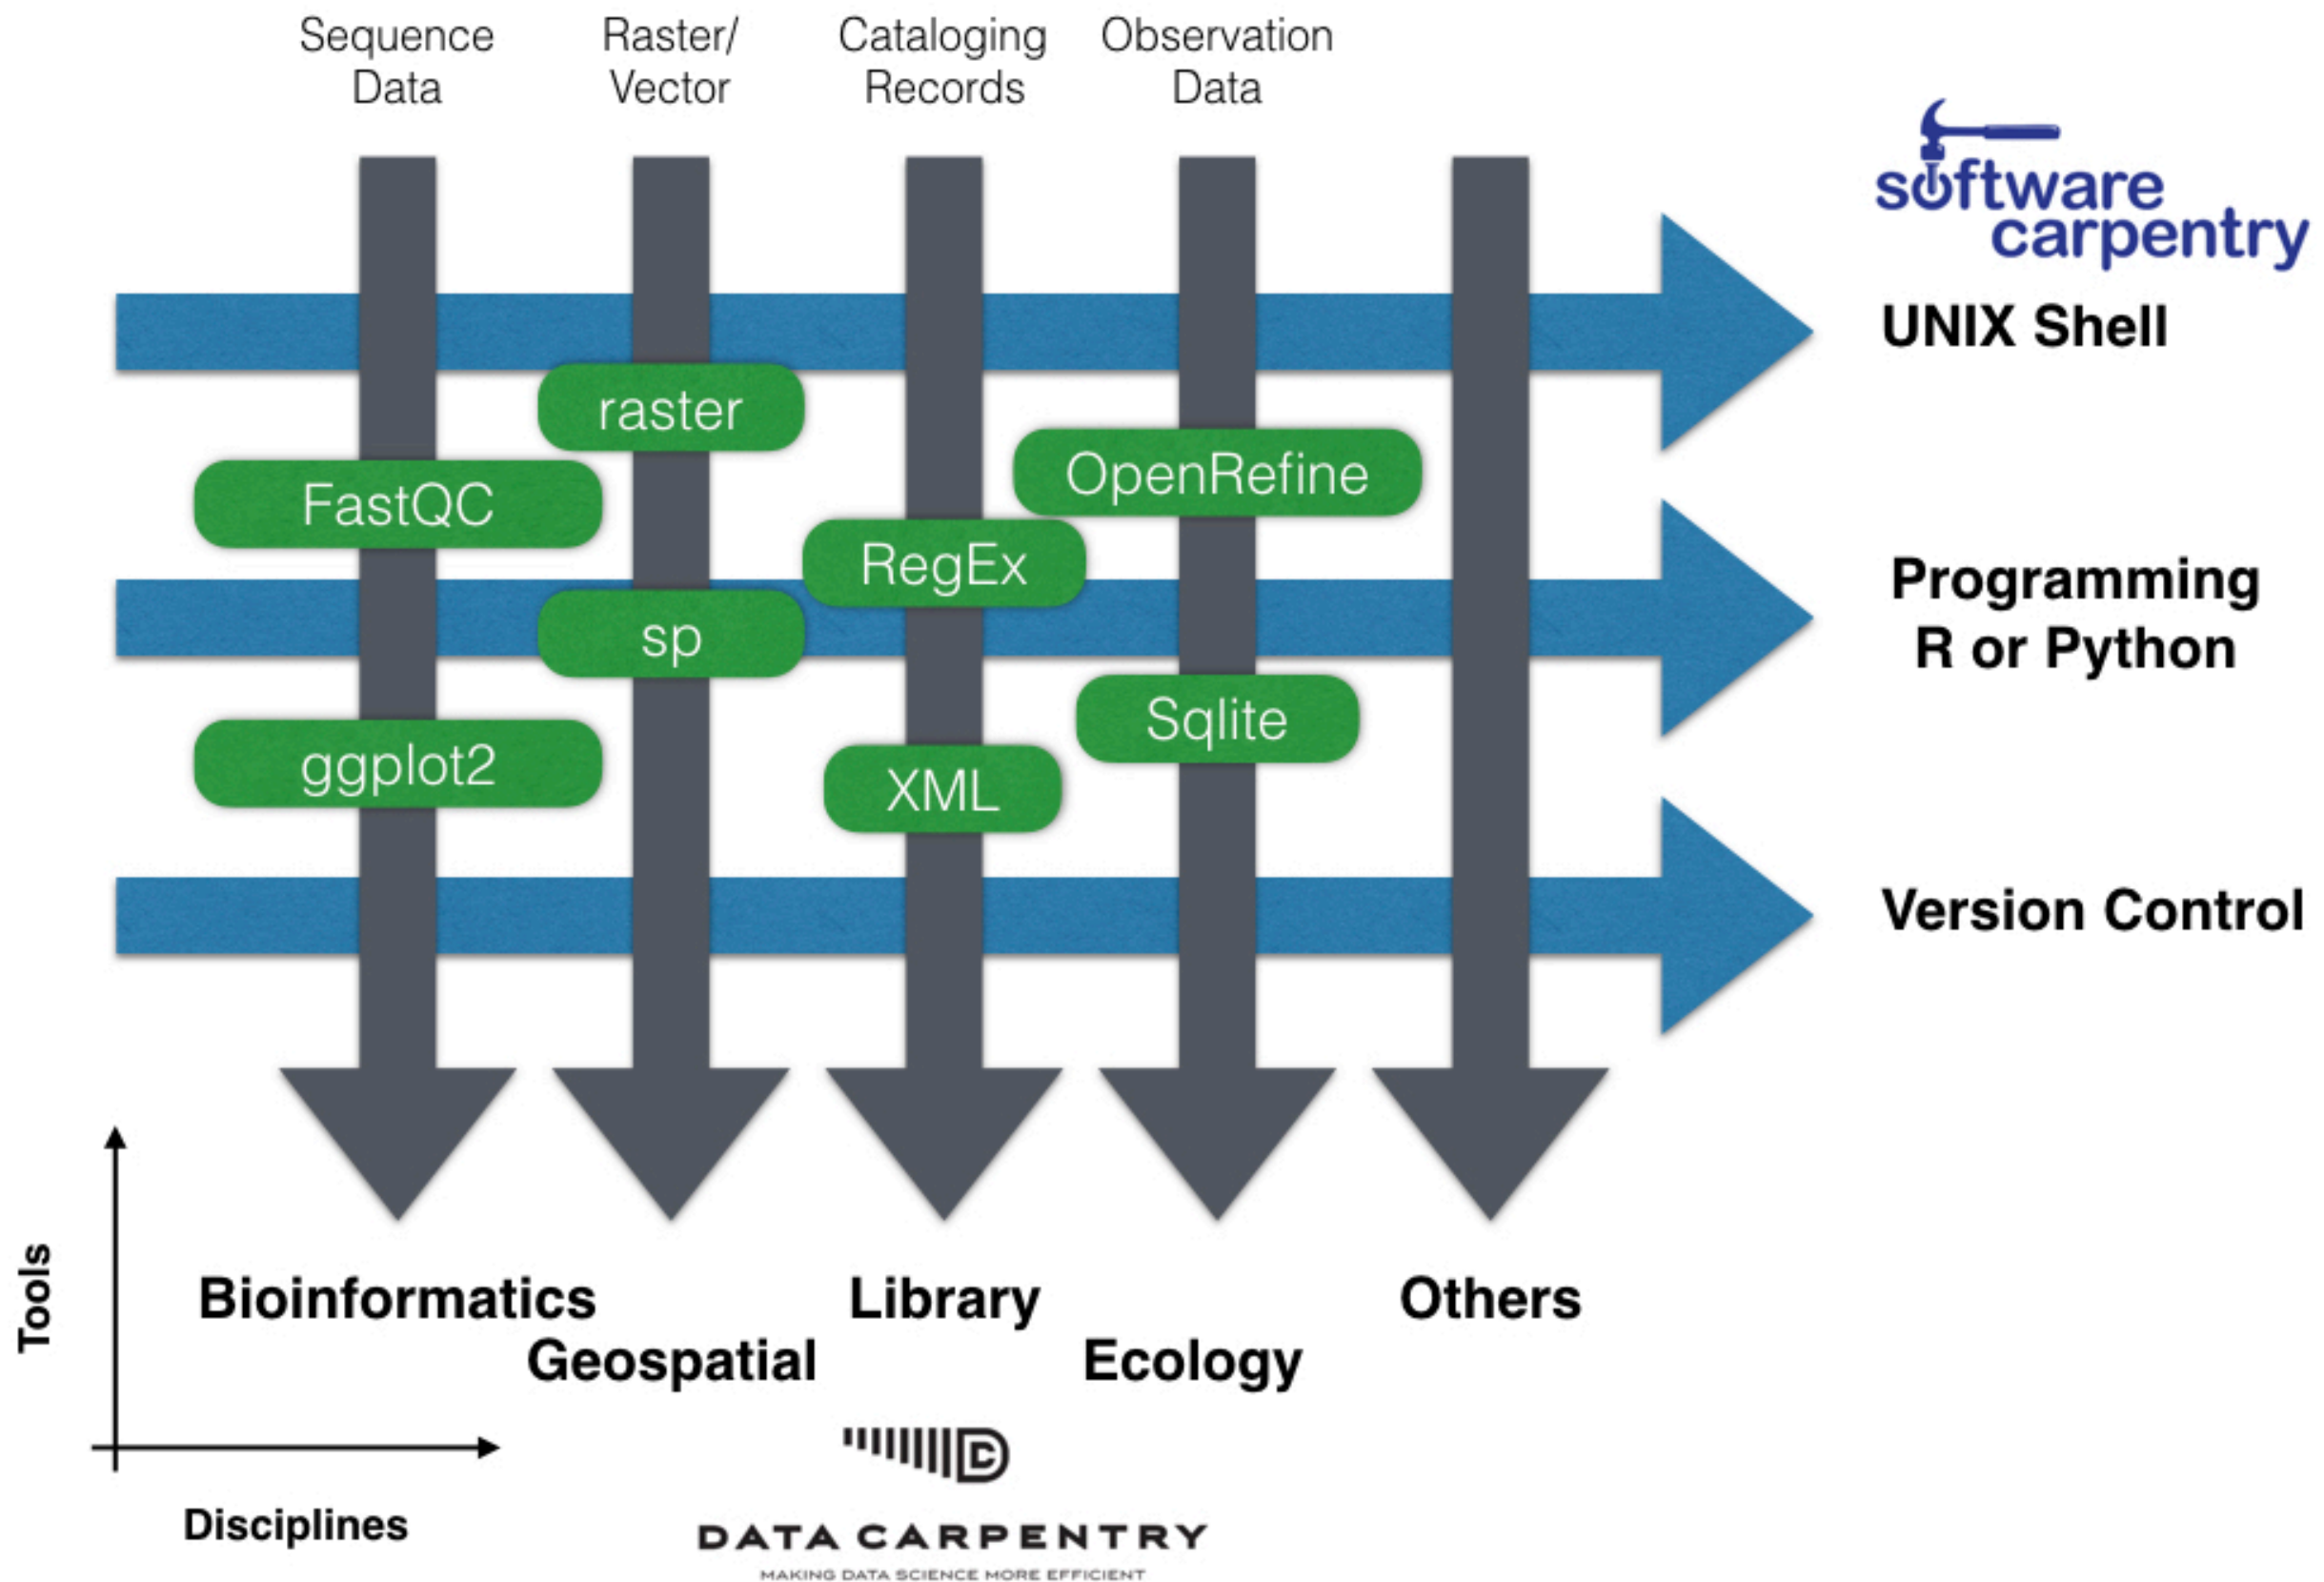 Sequence
Data
Raster/
Vector
Cataloging
Records
Observation
Data
software
carpentry
UNIX Shell
raster
OpenRefine
FastQC
RegEx
Programming
R or Python
sp
Sqlite
ggplot2
XML
Version Control
Tools
Bioinformatics
Geospatial
Library
Ecology
Others
Disciplines
DC
DATA CARPENTRY
MAKING DATA SCIENCE MORE EFFICIENT